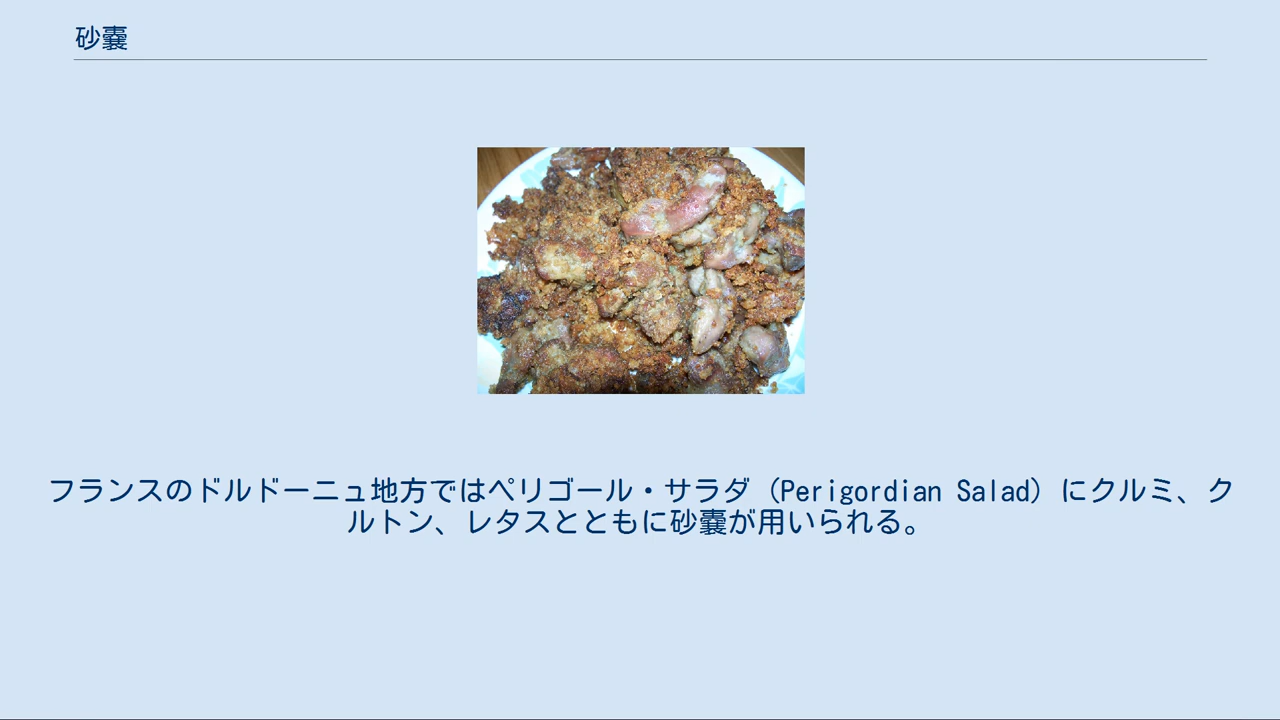 砂嚢
フランスのドルドーニュ地方ではペリゴール・サラダ（Perigordian Salad）にクルミ、ク
ルトン、レタスとともに砂嚢が用いられる。